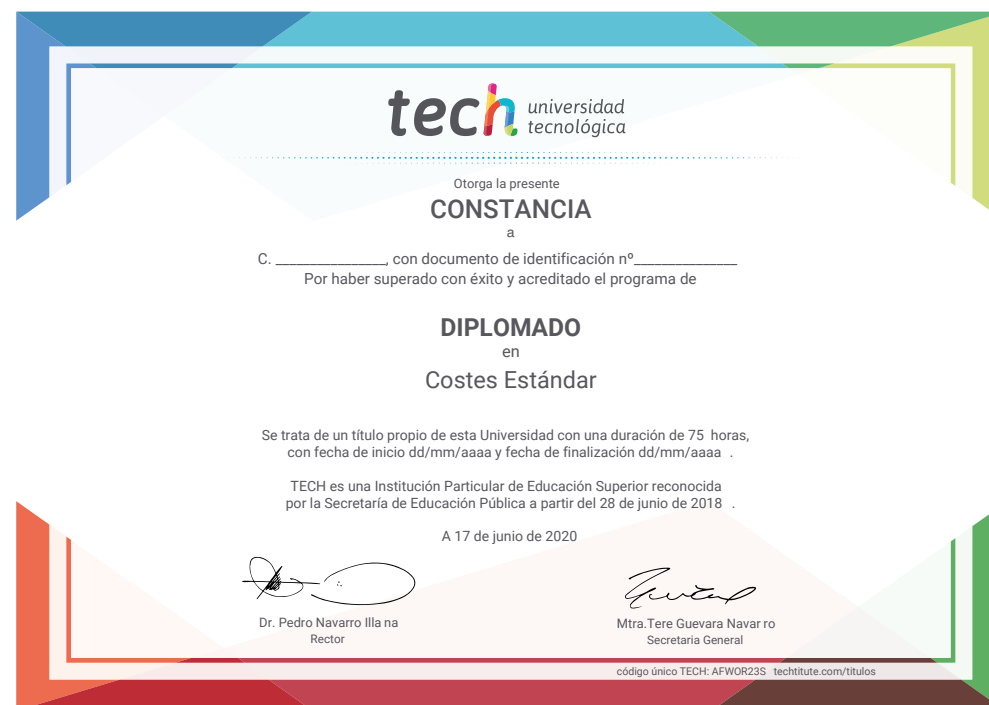 tech universidad
tecnológica
Otorga la presente
CONSTANCIA
a
C. ________________, con documento de identificación nº_______________
Por haber superado con éxito y acreditado el programa de
DIPLOMADO
en
Costes Estándar
Se trata de un título propio de esta Universidad con una duración de 75 horas,
con fecha de inicio dd/mm/aaaa y fecha de finalización dd/mm/aaaa .
TECH es una Institución Particular de Educación Superior reconocida
por la Secretaría de Educación Pública a partir del 28 de junio de 2018 .
A 17 de junio de 2020
Dr. Pedro Navarro Illa na
Rector
Mtra.Tere Guevara Navar ro
Secretaria General
código único TECH: AFWOR23S techtitute.com/titulos